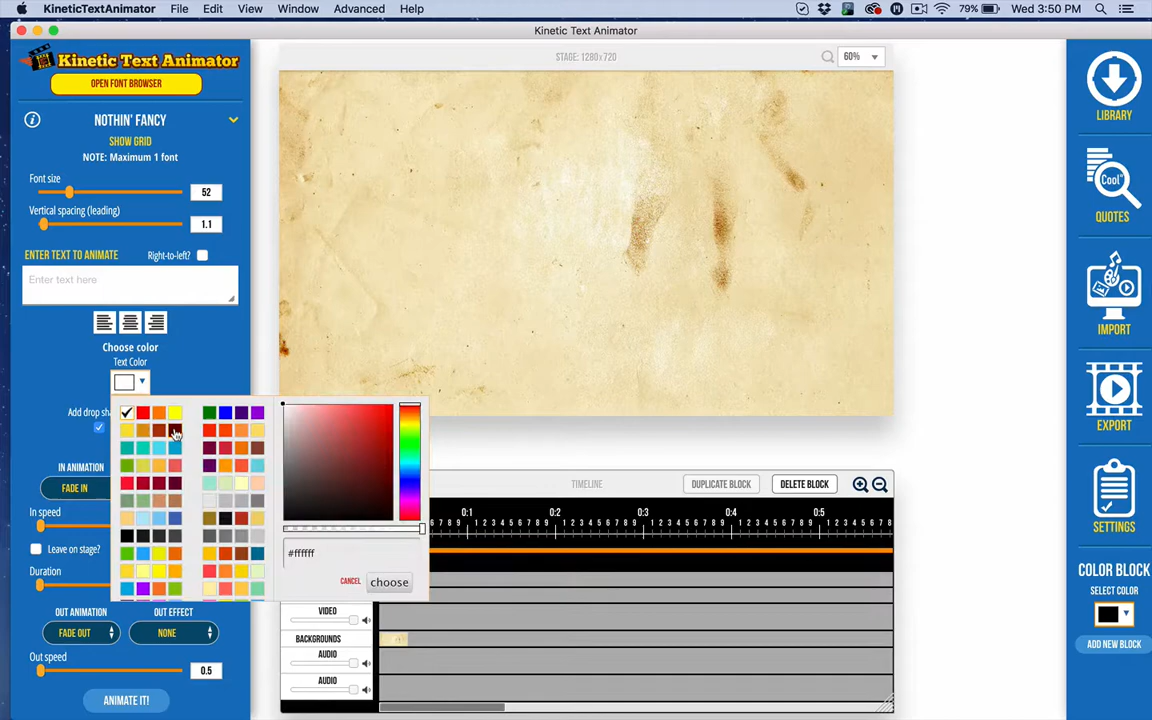 KineticTextAnimator File Edit View Window Advanced Help 79% Wed 3:50 PM
Kinetic Text Animator
Kinetic Text Animator
OPEN FONT BROWSER
STAGE: 1280x720
60%
NOTHIN' FANCY
SHOW GRID
NOTE: Maximum 1 font
Font size
52
Vertical spacing (leading)
1.1
ENTER TEXT TO ANIMATE Right-to-left?
Enter text here
Choose color
Text Color
Add drop sha
IN ANIMATION
FADE IN
In speed
Leave on stage?
Duration
OUT ANIMATION OUT EFFECT
FADE OUT NONE
Out speed
0.5
ANIMATE IT!
#ffffff
CANCEL choose
TIMELINE DUPLICATE BLOCK DELETE BLOCK
0:1 0:2 0:3 0:4 0:5
VIDEO
BACKGROUNDS
AUDIO
AUDIO
LIBRARY
Cool
QUOTES
IMPORT
EXPORT
SETTINGS
COLOR BLOCK
SELECT COLOR
ADD NEW BLOCK